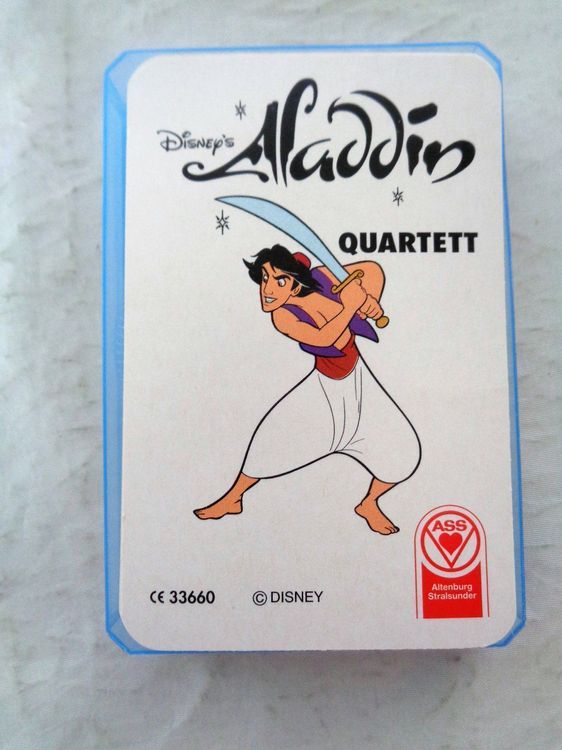 Disney's Aladdin
QUARTETT
ASS
Altenburg
Stralsunder
CE 33660 © DISNEY